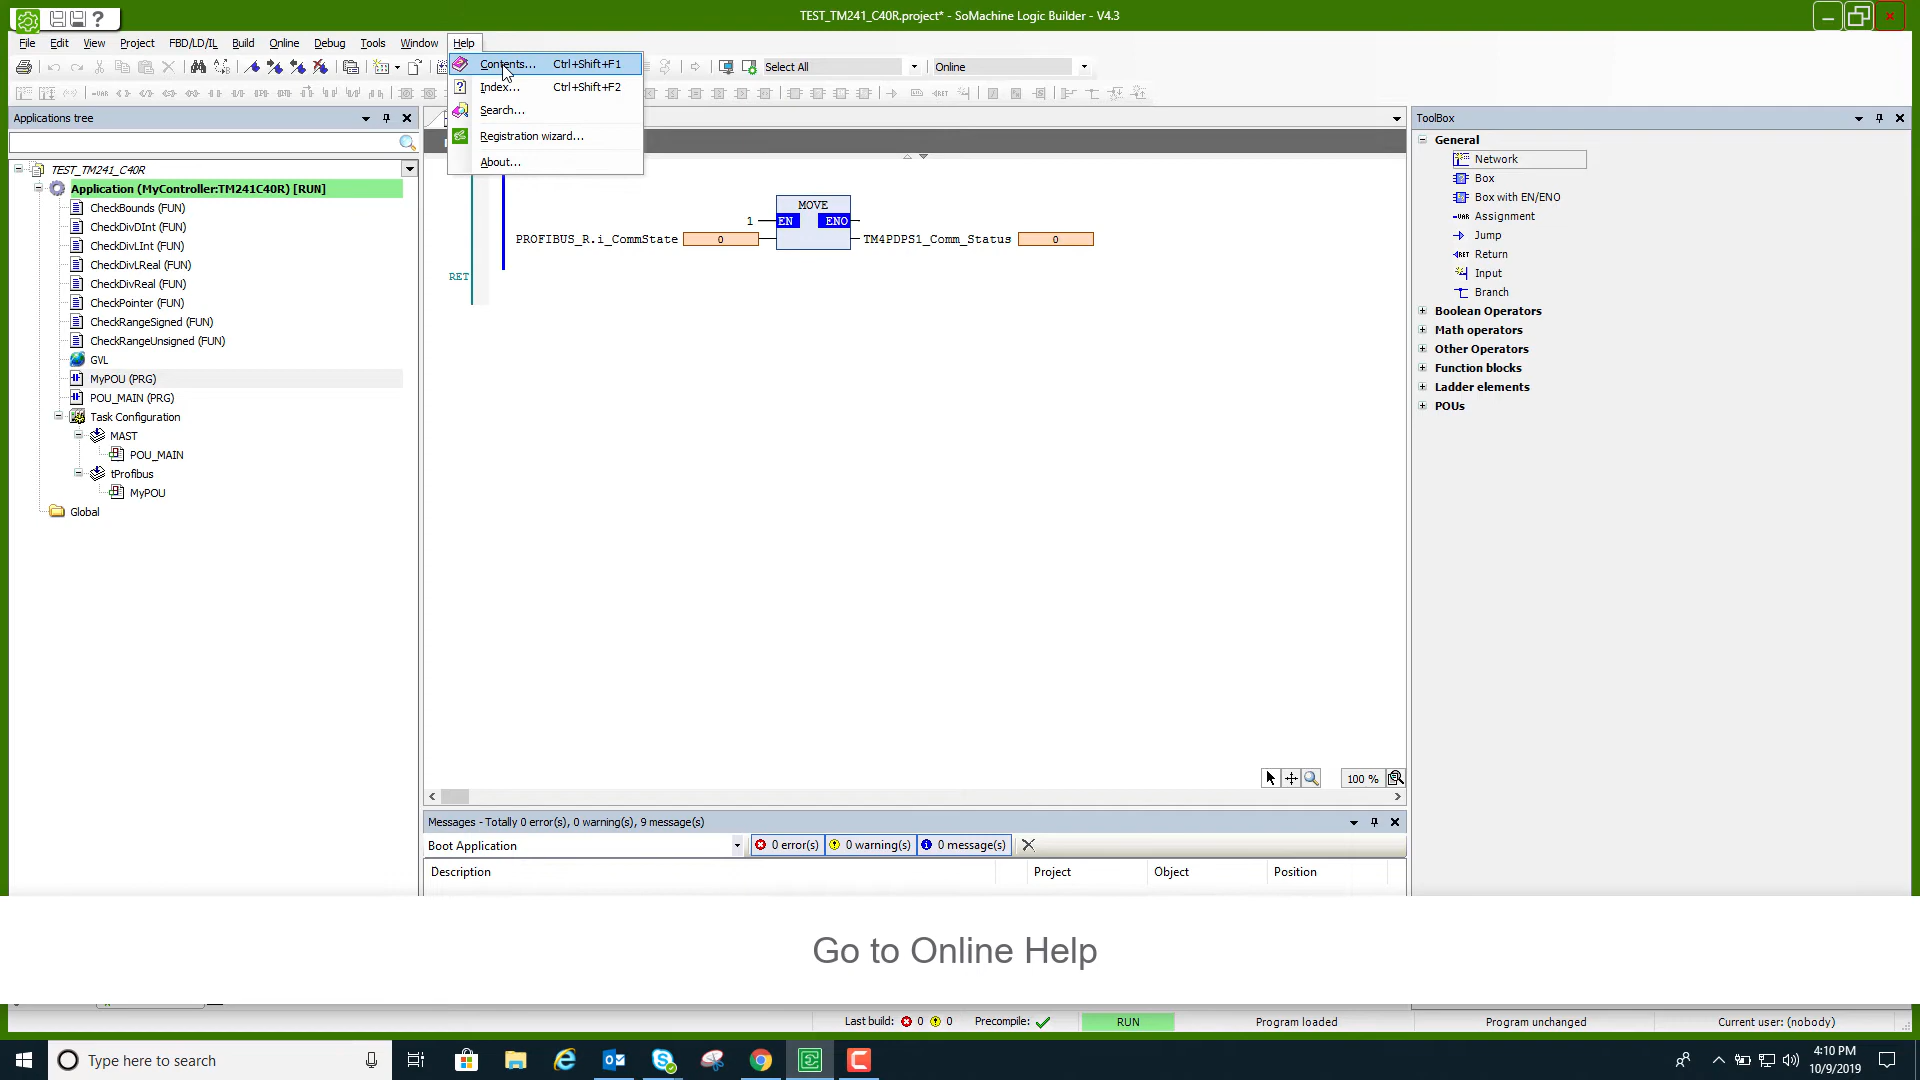 TEST_TM241_C40R.project* - SoMachine Logic Builder - V4.3
File Edit View Project FBD/LD/IL Build Online Debug Tools Window Help
Select All Online
Contents... Ctrl+Shift+F1
Index... Ctrl+Shift+F2
Search...
Registration wizard...
About...
Applications tree
TEST_TM241_C40R
Application (MyController:TM241C40R) [RUN]
CheckBounds (FUN)
CheckDivDInt (FUN)
CheckDivLInt (FUN)
CheckDivLReal (FUN)
CheckDivReal (FUN)
CheckPointer (FUN)
CheckRangeSigned (FUN)
CheckRangeUnsigned (FUN)
GVL
MyPOU (PRG)
POU_MAIN (PRG)
Task Configuration
MAST
POU_MAIN
tProfibus
MyPOU
Global
MOVE
1 EN ENO
PROFIBUS_R.i_CommState 0 TM4PDPS1_Comm_Status 0
RET
100 %
ToolBox
General
Network
Box
Box with EN/ENO
-VAR Assignment
Jump
RET Return
Input
Branch
Boolean Operators
Math operators
Other Operators
Function blocks
Ladder elements
POUs
Messages - Totally 0 error(s), 0 warning(s), 9 message(s)
Boot Application 0 error(s) 0 warning(s) 0 message(s)
Description Project Object Position
Go to Online Help
Last build: 0 0 Precompile: RUN Program loaded Program unchanged Current user: (nobody)
Type here to search
4:10 PM
10/9/2019